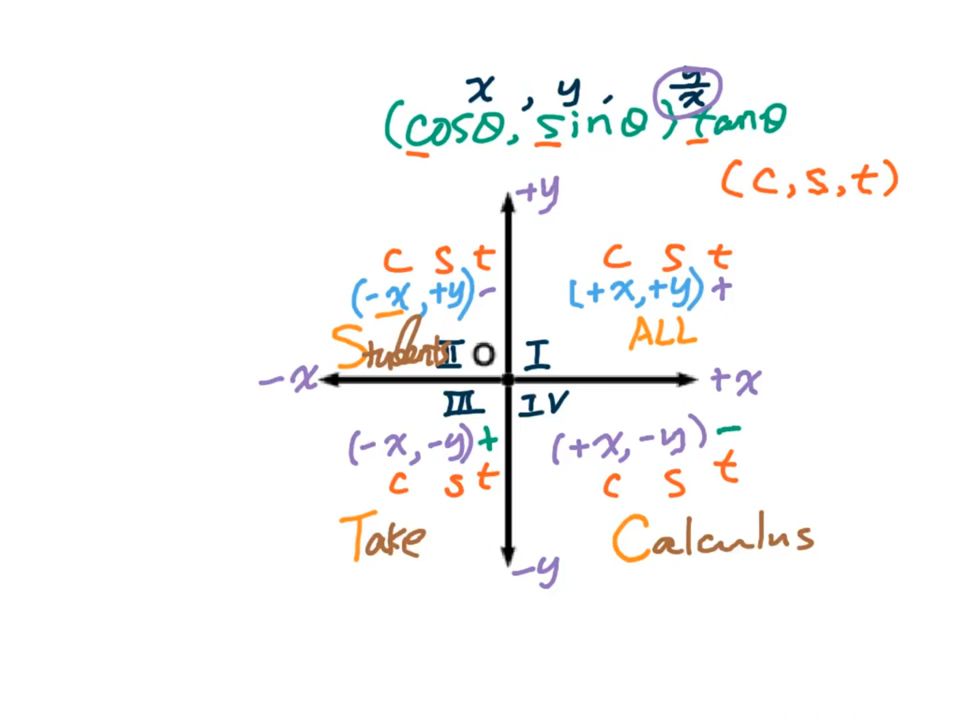 x , y , y/x
(cosθ, sinθ), tanθ
(c, s, t)
+y
c s t c s t
(-x, +y) - (+x, +y) +
Students ALL
II O I
-x +x
III IV
(-x, -y) + (+x, -y) -
c s t c s t
Take Calculus
-y